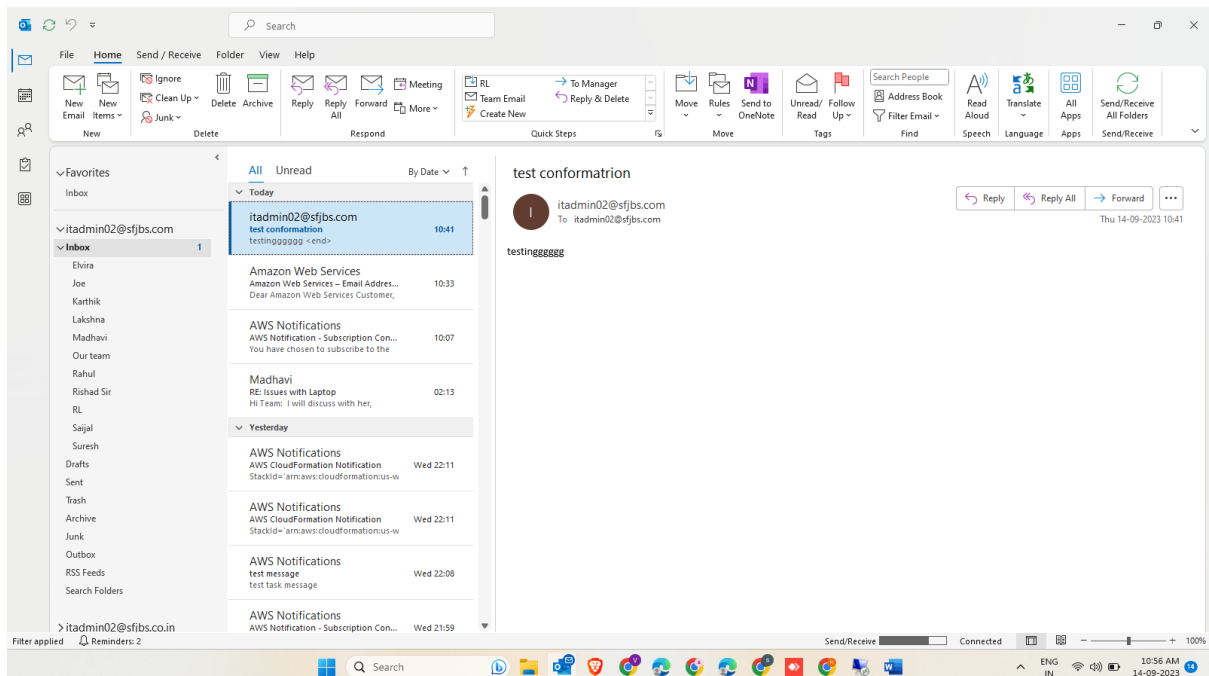 Search
File Home Send / Receive Folder View Help
New Email
New Items
New
Ignore
Clean Up
Junk
Delete
Archive
Delete
Reply
Reply All
Forward
Meeting
More
Respond
RL
Team Email
Create New
To Manager
Reply & Delete
Quick Steps
Move
Rules
Send to OneNote
Move
Unread/ Read
Follow Up
Tags
Search People
Address Book
Filter Email
Find
Read Aloud
Speech
Translate
Language
All Apps
Apps
Send/Receive All Folders
Send/Receive
Favorites
Inbox
itadmin02@sfjbs.com
Inbox 1
Elvira
Joe
Karthik
Lakshna
Madhavi
Our team
Rahul
Rishad Sir
RL
Saijal
Suresh
Drafts
Sent
Trash
Archive
Junk
Outbox
RSS Feeds
Search Folders
itadmin02@sfjbs.co.in
All Unread By Date
Today
itadmin02@sfjbs.com
test conformatrion 10:41
testingggggg <end>
Amazon Web Services
Amazon Web Services – Email Addres... 10:33
Dear Amazon Web Services Customer,
AWS Notifications
AWS Notification - Subscription Con... 10:07
You have chosen to subscribe to the
Madhavi
RE: Issues with Laptop 02:13
Hi Team: I will discuss with her,
Yesterday
AWS Notifications
AWS CloudFormation Notification Wed 22:11
StackId='arn:aws:cloudformation:us-w
AWS Notifications
AWS CloudFormation Notification Wed 22:11
StackId='arn:aws:cloudformation:us-w
AWS Notifications
test message Wed 22:08
test task message
AWS Notifications
AWS Notification - Subscription Con... Wed 21:59
test conformatrion
I
itadmin02@sfjbs.com
To itadmin02@sfjbs.com
Reply Reply All Forward
Thu 14-09-2023 10:41
testingggggg
Filter applied Reminders: 2 Send/Receive Connected 100%
Search
ENG
IN
10:56 AM
14-09-2023
14